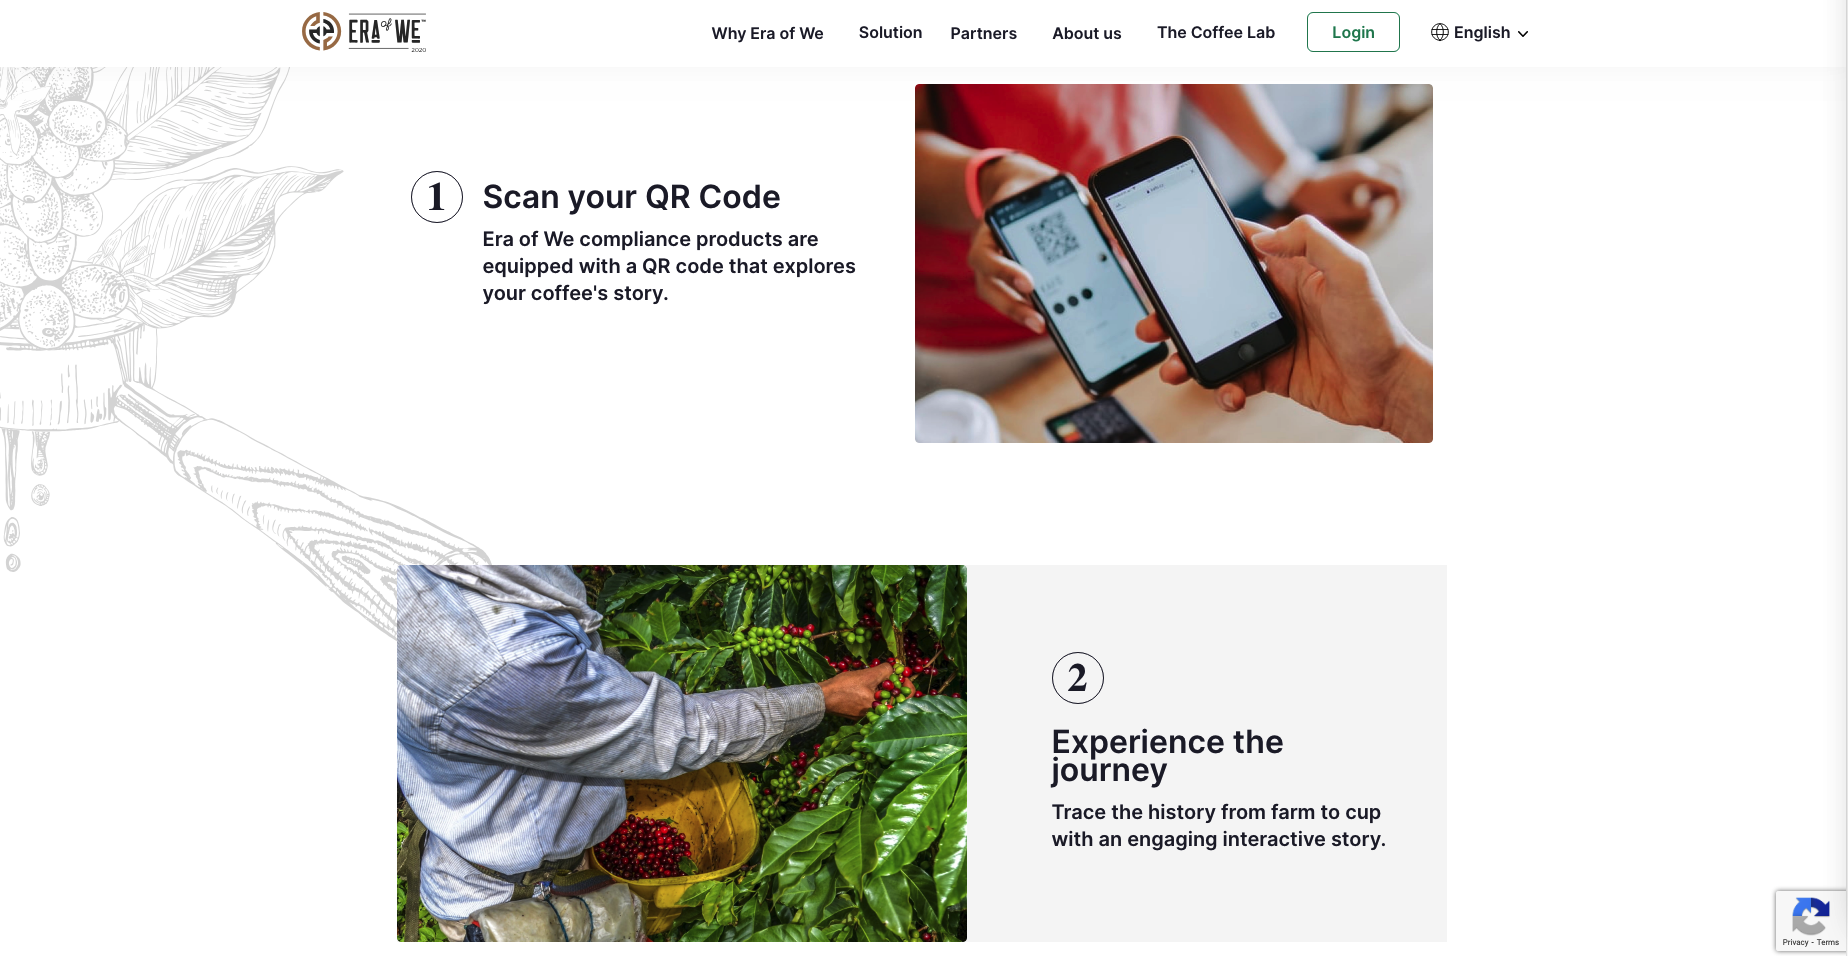 ERA of WE™
2020
Why Era of We
Solution
Partners
About us
The Coffee Lab
Login
English
1
Scan your QR Code
Era of We compliance products are
equipped with a QR code that explores
your coffee's story.
2
Experience the
journey
Trace the history from farm to cup
with an engaging interactive story.
Privacy - Terms